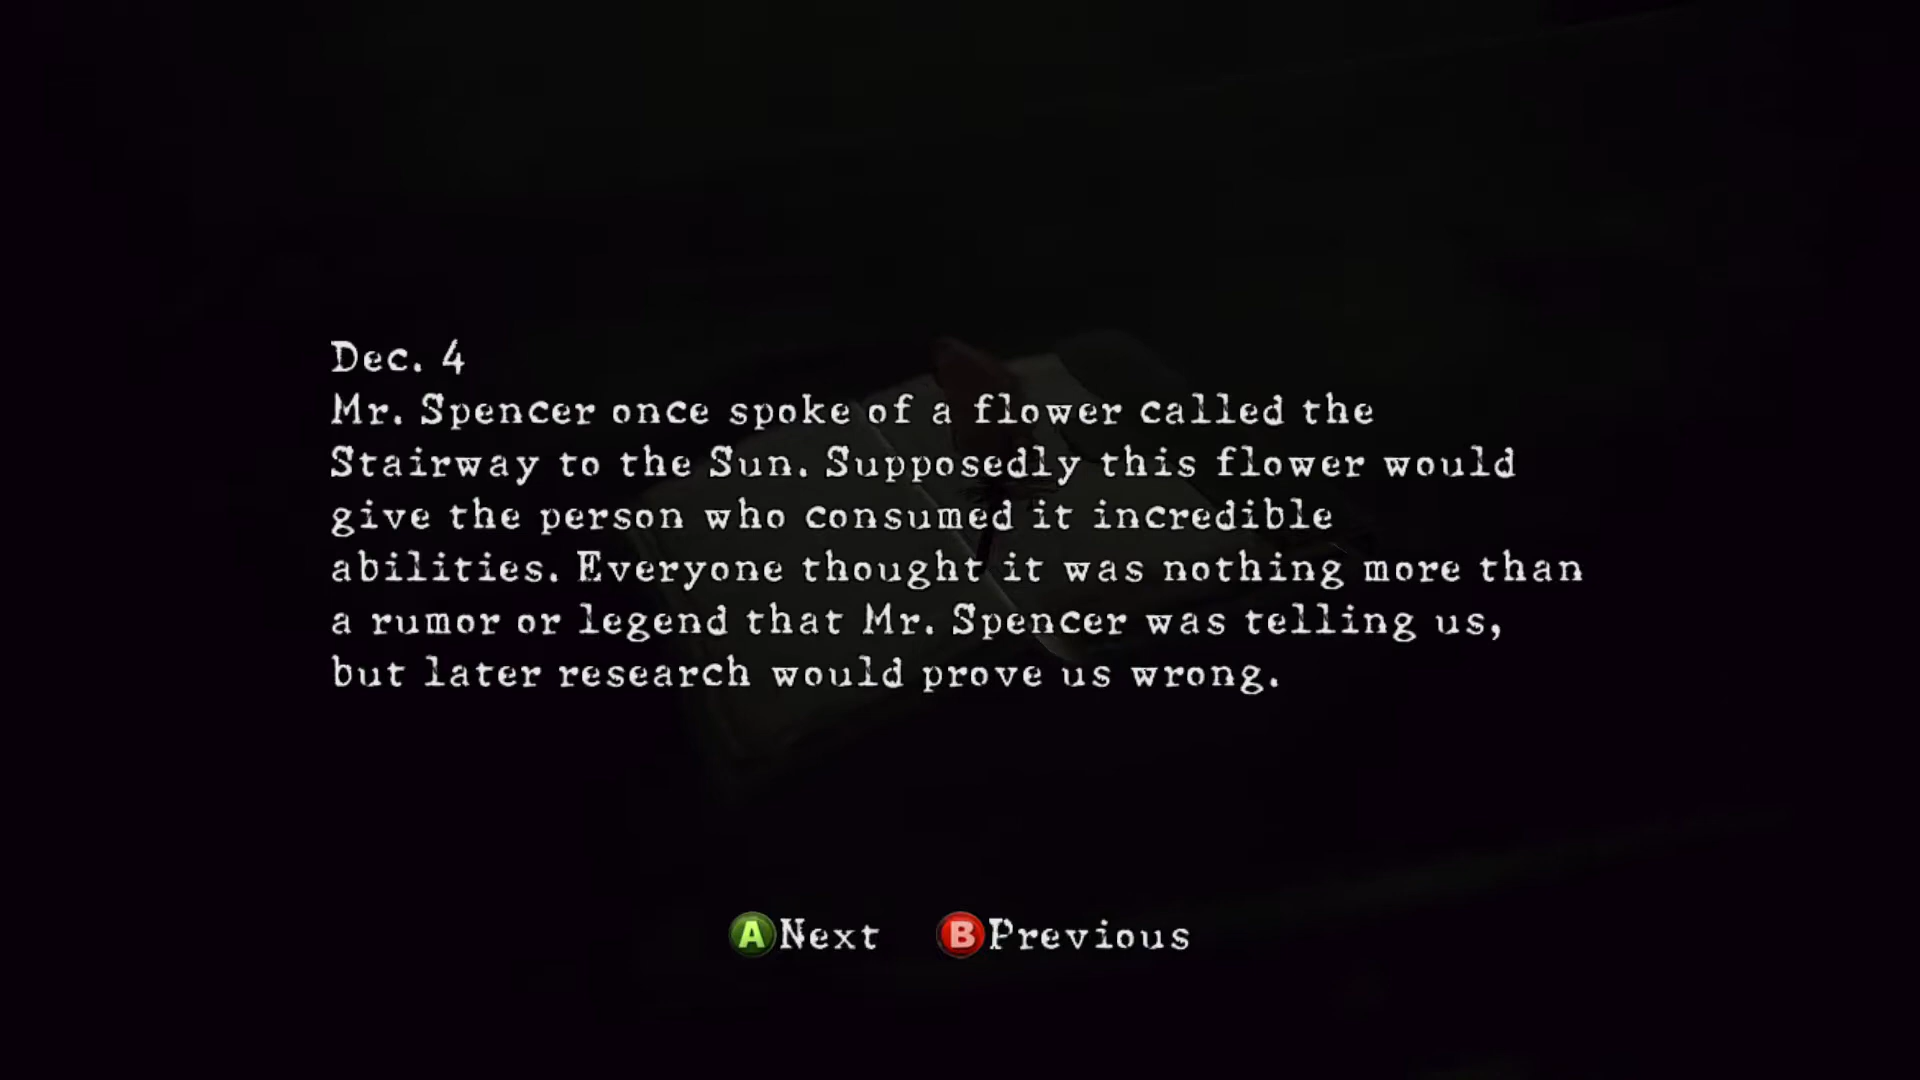 Dec. 4
Mr. Spencer once spoke of a flower called the
Stairway to the Sun. Supposedly this flower would
give the person who consumed it incredible
abilities. Everyone thought it was nothing more than
a rumor or legend that Mr. Spencer was telling us,
but later research would prove us wrong.
A Next B Previous